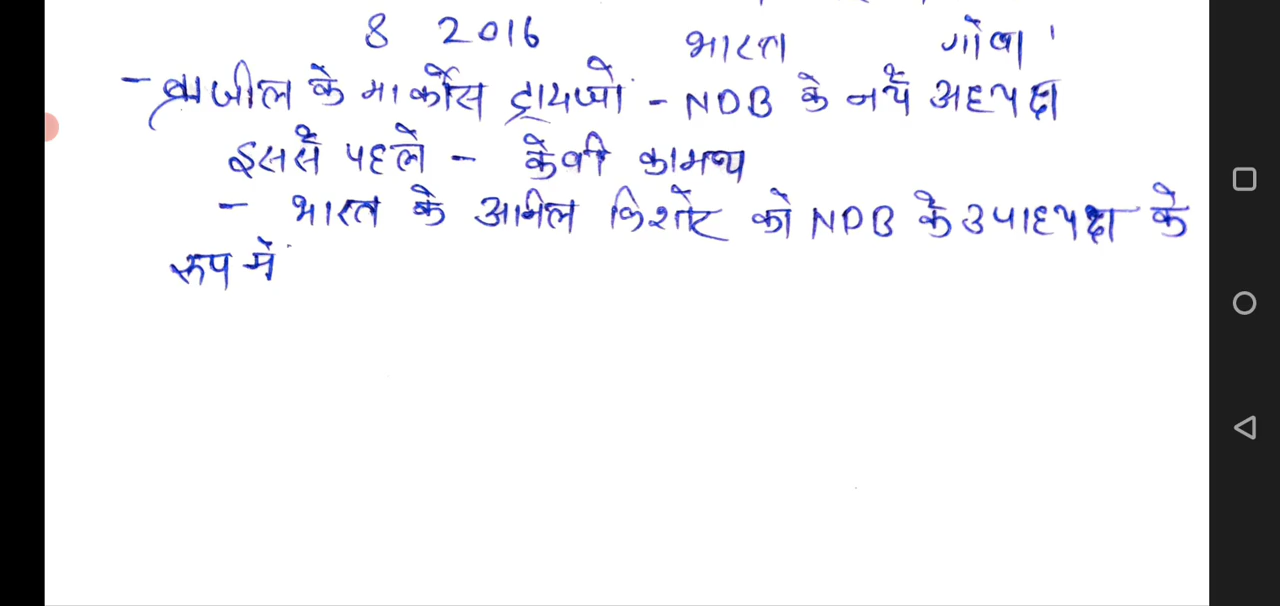 8 2016 भारत गोवा
- ब्राजील के मार्कोस ट्रायजो - NDB के नये अध्यक्ष
इससे पहले - केवी कामथ
- भारत के अनिल किशोर को NDB के उपाध्यक्ष के
रूप में